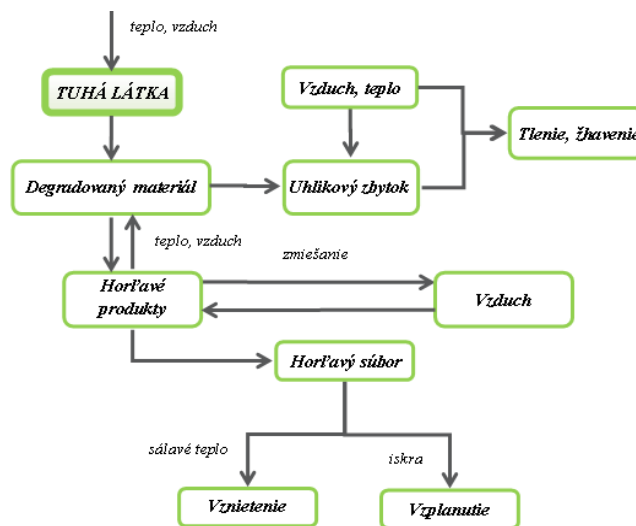 teplo, vzduch
TUHÁ LÁTKA
Vzduch, teplo
Tlenie, žhavenie
Degradovaný materiál
Uhlikový zbytok
teplo, vzduch
zmiešanie
Horľavé
produkty
Vzduch
Horľavý súbor
sálavé teplo
iskra
Vznietenie
Vzplanutie